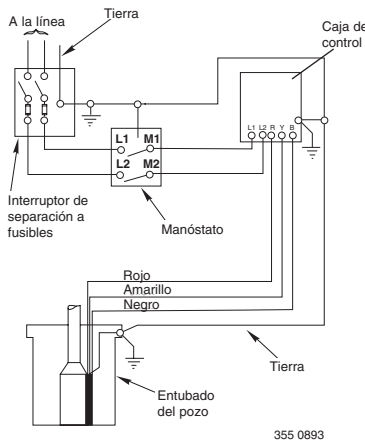 A la línea
Tierra
Caja de
control
L1 M1
L2 M2
L1 L2 R Y B
Interruptor de
separación a
fusibles
Manóstato
Rojo
Amarillo
Negro
Tierra
Entubado
del pozo
355 0893